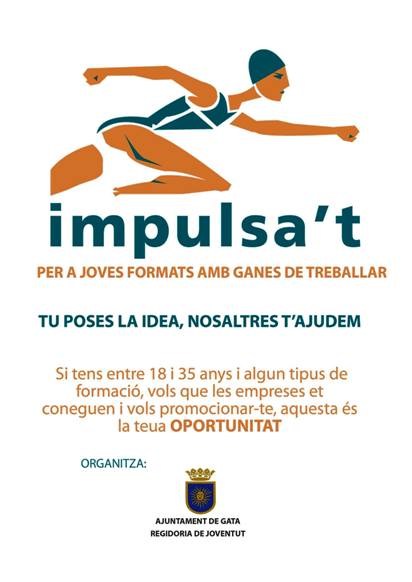 impulsa't
PER A JOVES FORMATS AMB GANES DE TREBALLAR
TU POSES LA IDEA, NOSALTRES T'AJUDEM
Si tens entre 18 i 35 anys i algun tipus de
formació, vols que les empreses et
coneguen i vols promocionar-te, aquesta és
la teua OPORTUNITAT
ORGANITZA:
AJUNTAMENT DE GATA
REGIDORIA DE JOVENTUT